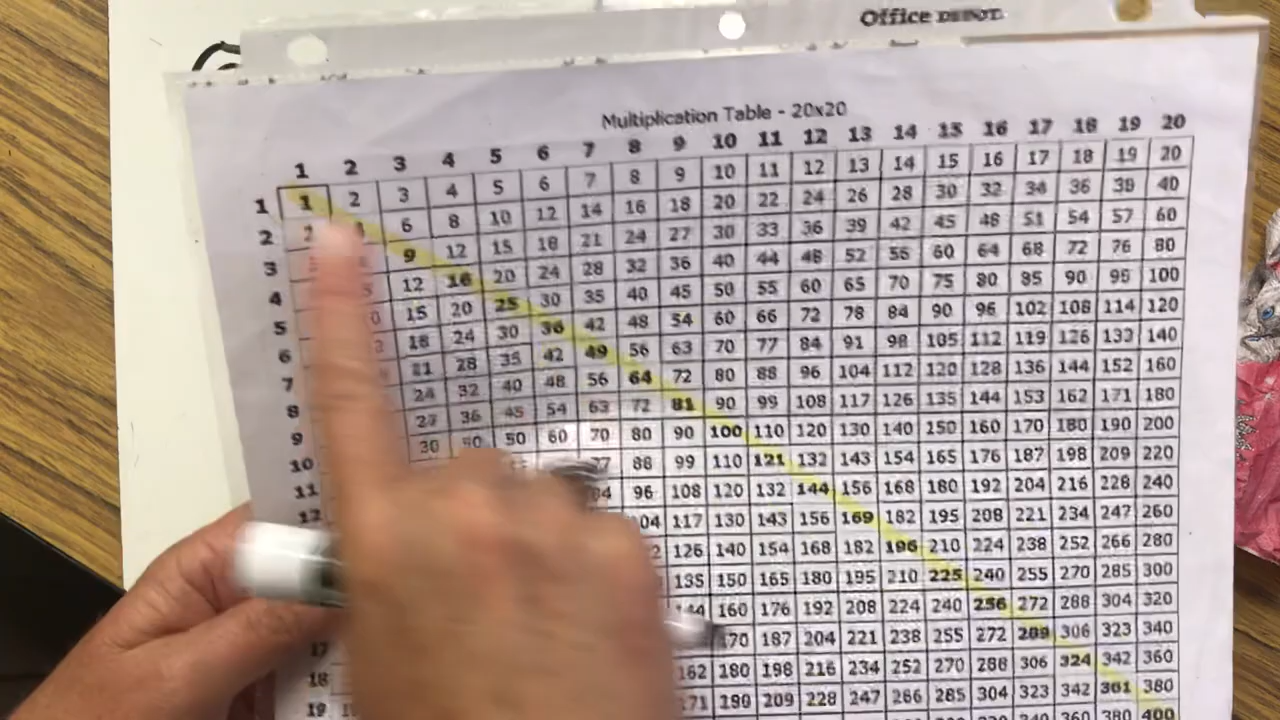 Office DEPOT
Multiplication Table - 20x20
1 2 3 4 5 6 7 8 9 10 11 12 13 14 15 16 17 18 19 20
1 1 2 3 4 5 6 7 8 9 10 11 12 13 14 15 16 17 18 19 20
2 6 8 10 12 14 16 18 20 22 24 26 28 30 32 34 36 38 40
3 9 12 15 18 21 24 27 30 33 36 39 42 45 48 51 54 57 60
4 12 16 20 24 28 32 36 40 44 48 52 56 60 64 68 72 76 80
5 15 20 25 30 35 40 45 50 55 60 65 70 75 80 85 90 95 100
6 18 24 30 36 42 48 54 60 66 72 78 84 90 96 102 108 114 120
7 21 28 35 42 49 56 63 70 77 84 91 98 105 112 119 126 133 140
8 24 32 40 48 56 64 72 80 88 96 104 112 120 128 136 144 152 160
9 27 36 45 54 63 72 81 90 99 108 117 126 135 144 153 162 171 180
10 30 40 50 60 70 80 90 100 110 120 130 140 150 160 170 180 190 200
11 88 99 110 121 132 143 154 165 176 187 198 209 220
12 96 108 120 132 144 156 168 180 192 204 216 228 240
117 130 143 156 169 182 195 208 221 234 247 260
126 140 154 168 182 196 210 224 238 252 266 280
135 150 165 180 195 210 225 240 255 270 285 300
160 176 192 208 224 240 256 272 288 304 320
17 187 204 221 238 255 272 289 306 323 340
18 162 180 198 216 234 252 270 288 306 324 342 360
19 171 190 209 228 247 266 285 304 323 342 361 380
360 380 400